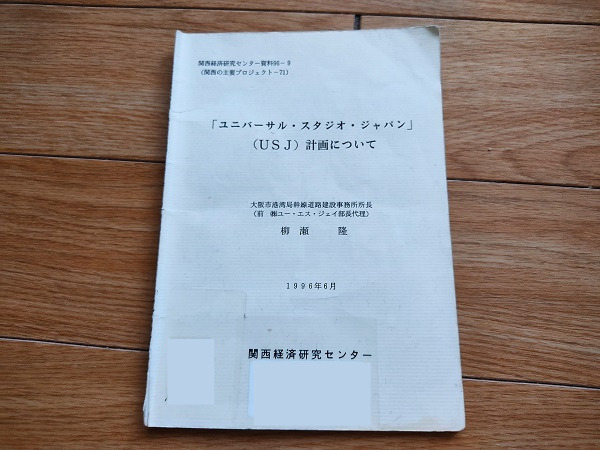 関西経済研究センター資料96－9
（関西の主要プロジェクト－71）
「ユニバーサル・スタジオ・ジャパン」
（ＵＳＪ）計画について
大阪市港湾局幹線道路建設事務所所長
（前　㈱ユー・エス・ジェイ部長代理）
柳瀬　隆
１９９６年６月
関西経済研究センター